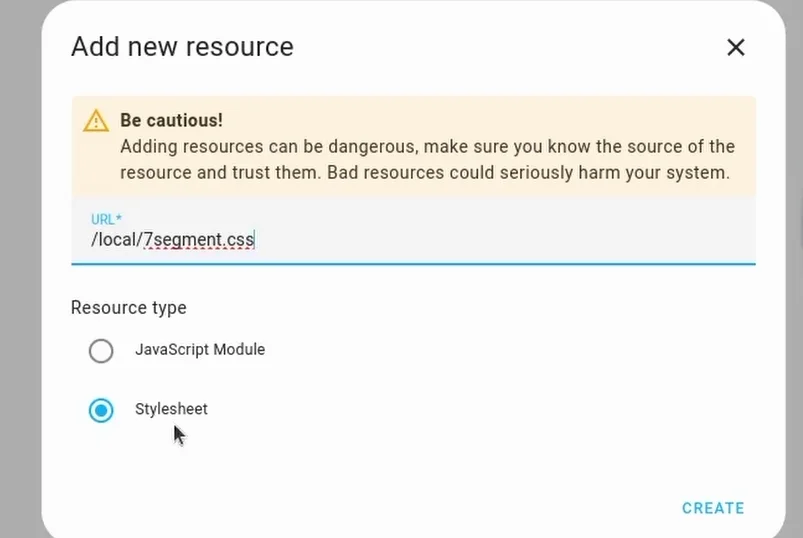 Add new resource
Be cautious!
Adding resources can be dangerous, make sure you know the source of the
resource and trust them. Bad resources could seriously harm your system.
URL*
/local/7segment.css
Resource type
JavaScript Module
Stylesheet
CREATE